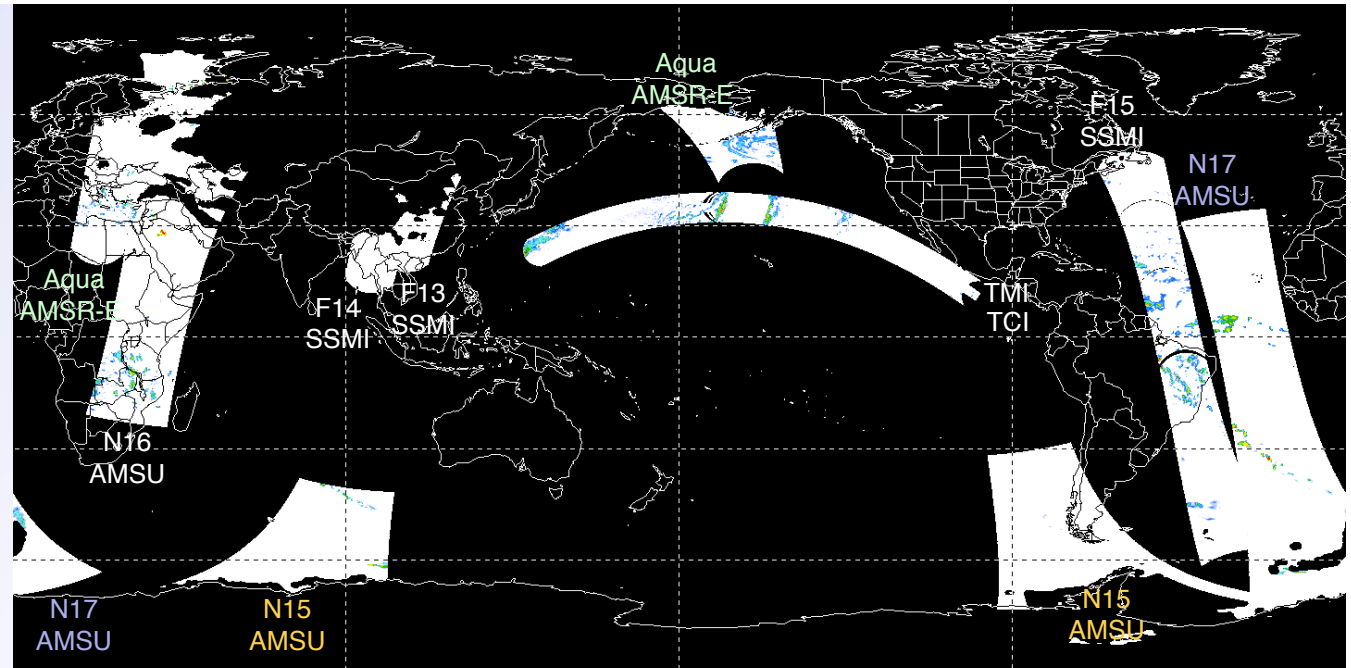 Aqua
AMSR-E
F15
SSMI
N17
AMSU
Aqua
AMSR-E
F14
SSMI
F13
SSMI
TMI
TCI
N16
AMSU
N17
AMSU
N15
AMSU
N15
AMSU